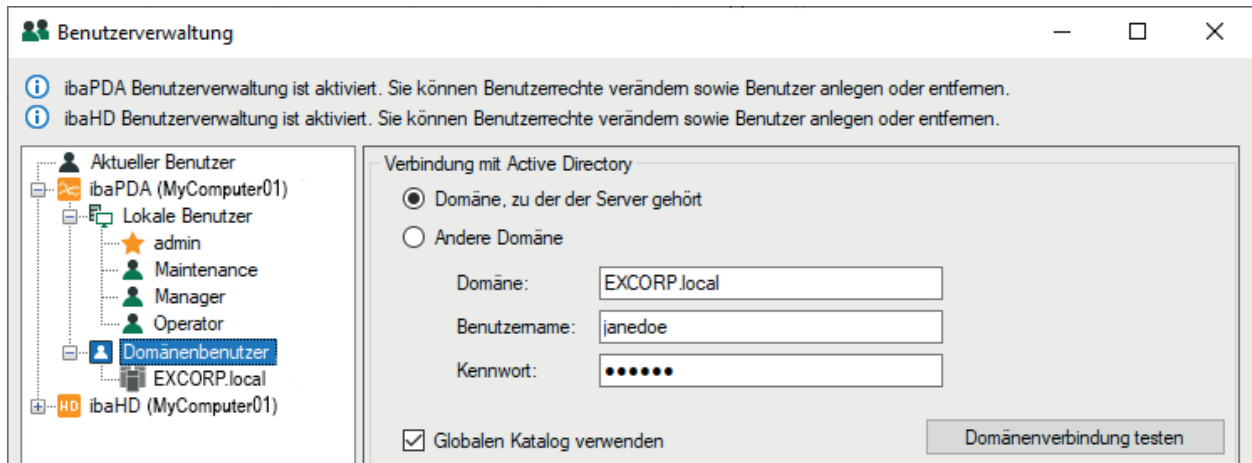 Benutzerverwaltung
ibaPDA Benutzerverwaltung ist aktiviert. Sie können Benutzerrechte verändern sowie Benutzer anlegen oder entfernen.
ibaHD Benutzerverwaltung ist aktiviert. Sie können Benutzerrechte verändern sowie Benutzer anlegen oder entfernen.
Aktueller Benutzer
ibaPDA (MyComputer01)
Lokale Benutzer
admin
Maintenance
Manager
Operator
Domänenbenutzer
EXCORP.local
HD ibaHD (MyComputer01)
Verbindung mit Active Directory
Domäne, zu der der Server gehört
Andere Domäne
Domäne: EXCORP.local
Benutzername: janedoe
Kennwort: ●●●●●●
Globalen Katalog verwenden
Domänenverbindung testen